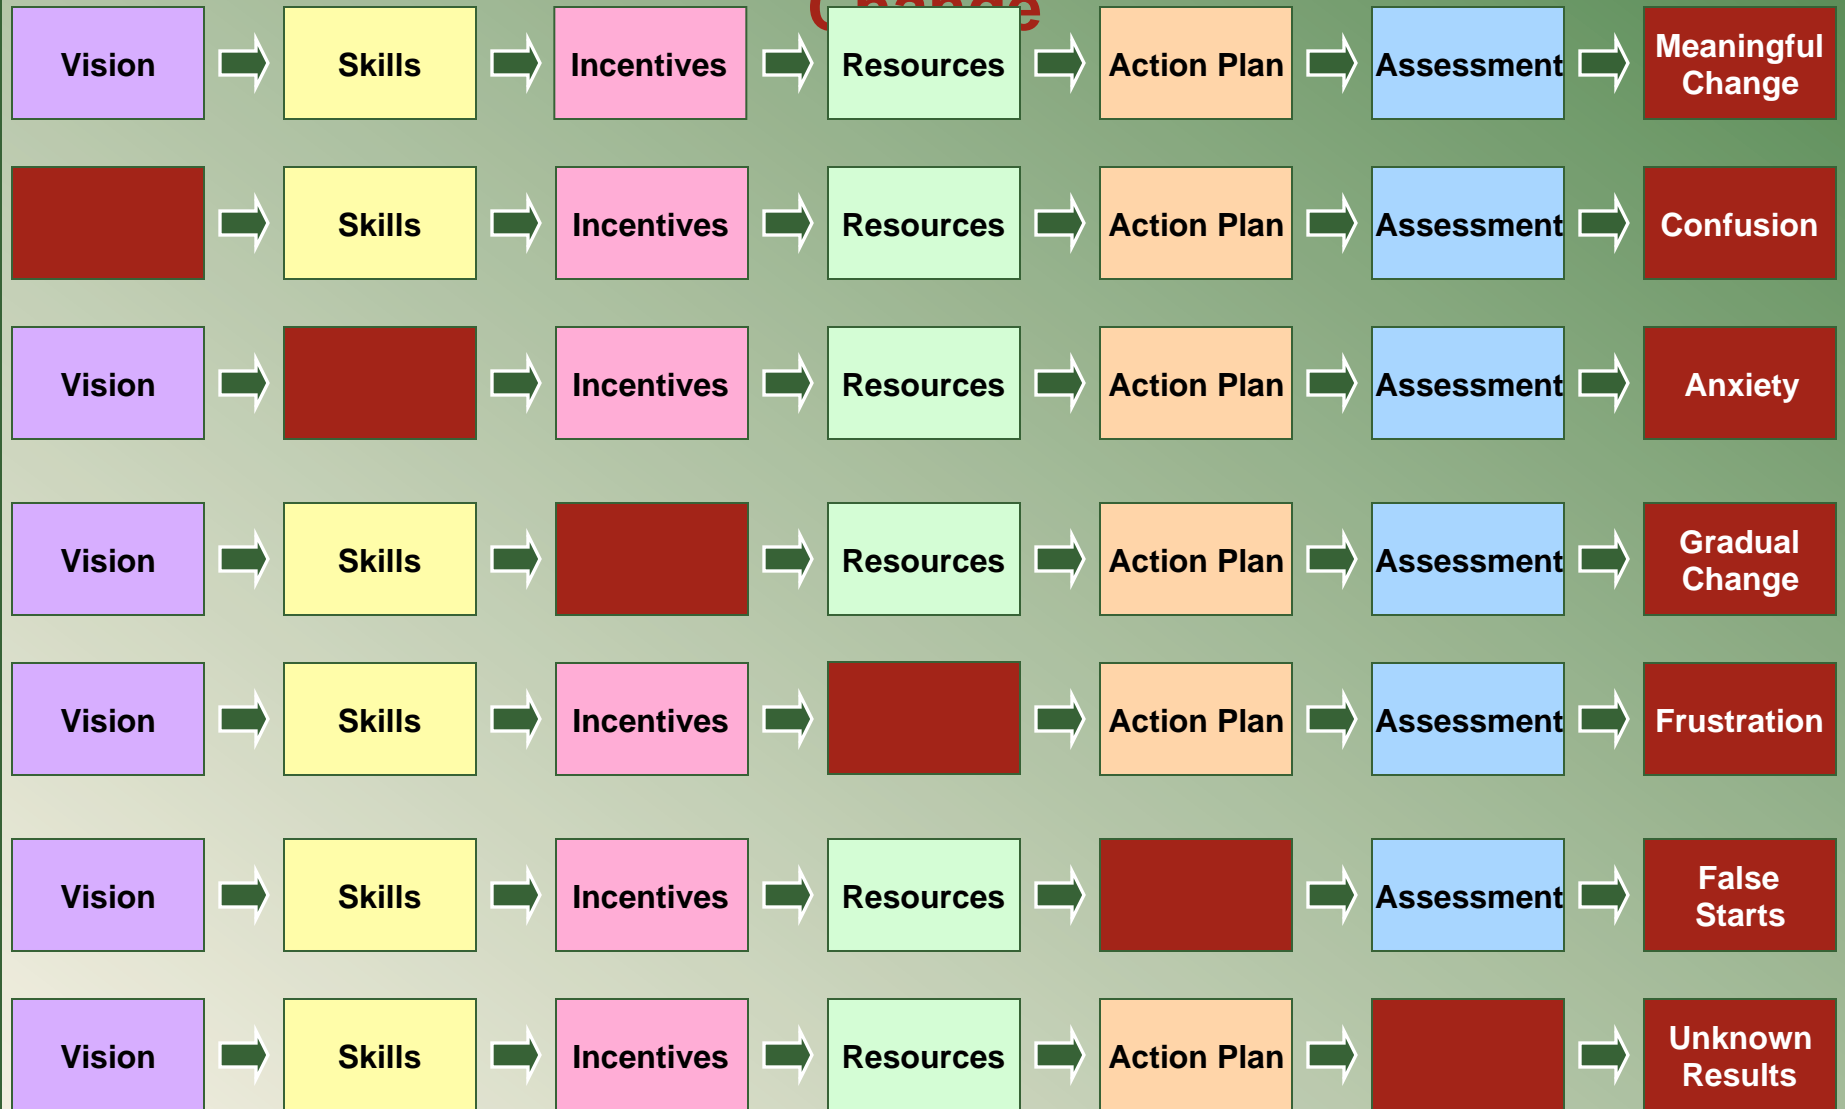 Change
Vision Skills Incentives Resources Action Plan Assessment Meaningful
Change
Skills Incentives Resources Action Plan Assessment Confusion
Vision Incentives Resources Action Plan Assessment Anxiety
Vision Skills Resources Action Plan Assessment Gradual
Change
Vision Skills Incentives Action Plan Assessment Frustration
Vision Skills Incentives Resources Assessment False
Starts
Vision Skills Incentives Resources Action Plan Unknown
Results